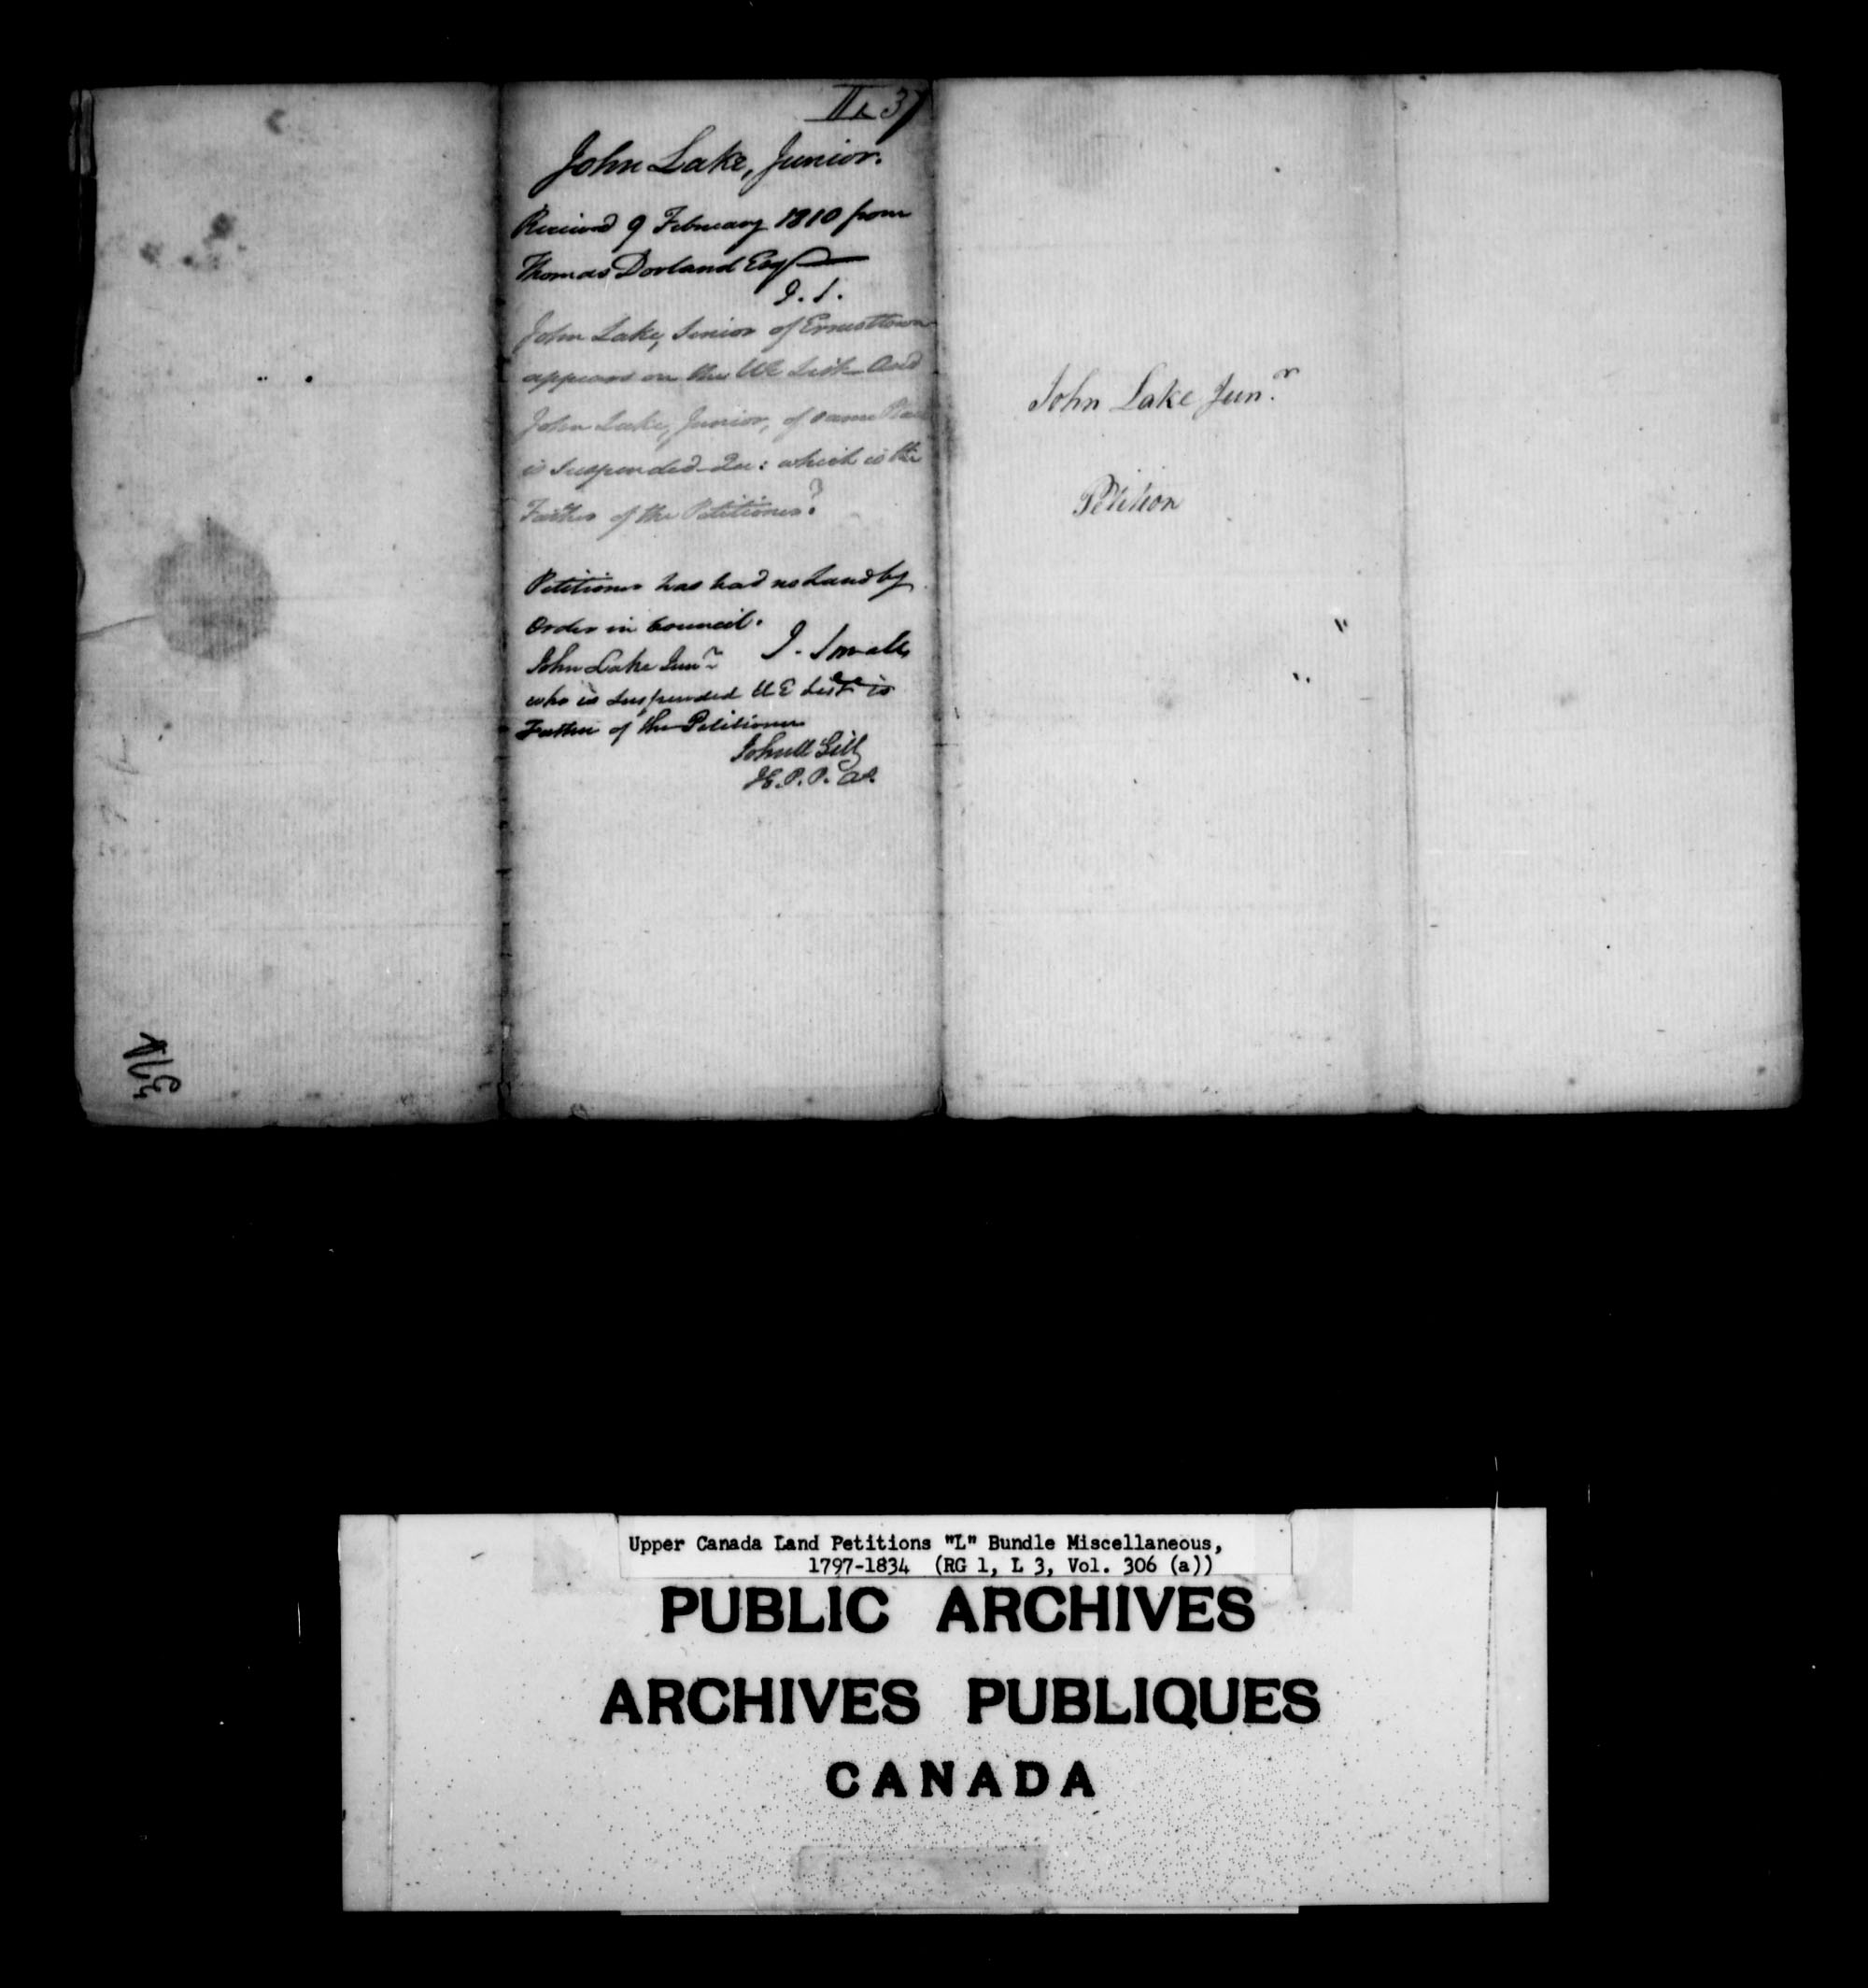 37
John Lake, Junior.
Received 9 February 1810 from
Thomas Dorland Esq
J. S.
John Lake, Senior of Ernesttown
appears on the UE List and
John Lake, Junior, of same Place
is Suspended Qu: which is the
Father of the Petitioner?
Petitioner has had no Land by
Order in Council.
J. Small
John Lake Junr
who is suspended UE List is
Father of the Petitioner
John Lake Junr
Petition
Upper Canada Land Petitions "L" Bundle Miscellaneous,
1797-1834 (RG 1, L 3, Vol. 306 (a))
PUBLIC ARCHIVES
ARCHIVES PUBLIQUES
CANADA